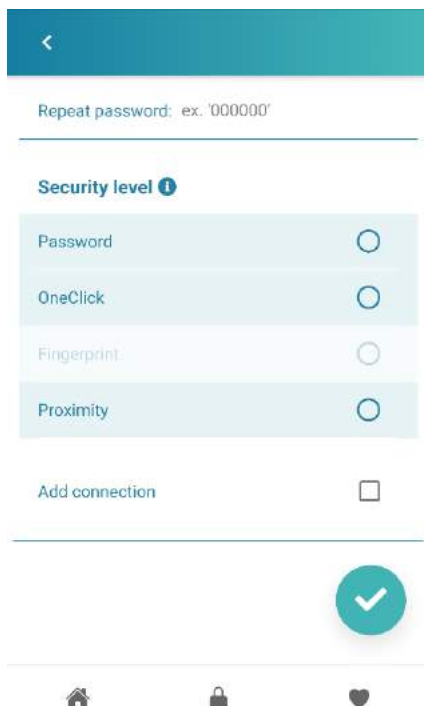 Repeat password: ex. '000000'
Security level
Password
OneClick
Fingerprint
Proximity
Add connection